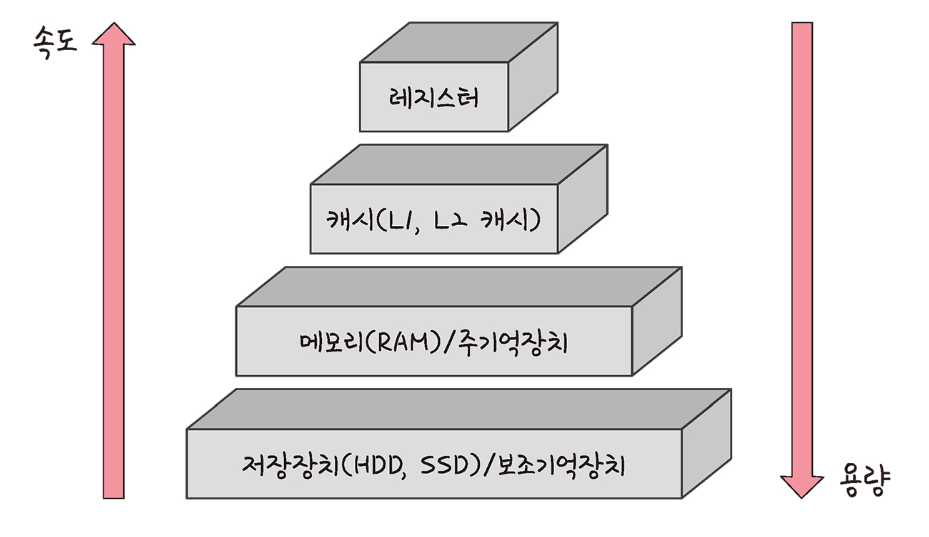 속도
레지스터
캐시(L1, L2 캐시)
메모리(RAM)/주기억장치
저장장치(HDD, SSD)/보조기억장치
용량